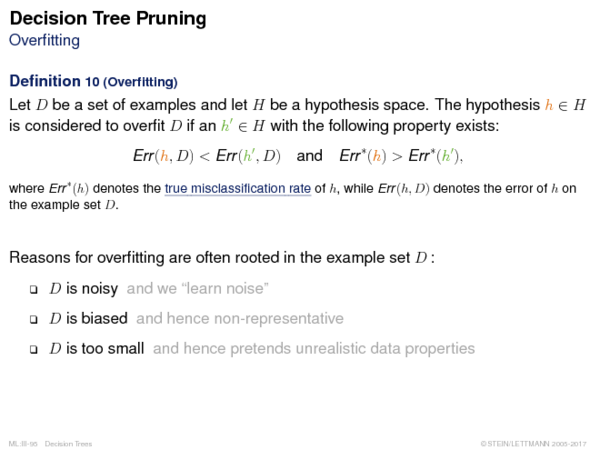 Decision Tree Pruning
Overfitting
Definition 10 (Overfitting)
Let D be a set of examples and let H be a hypothesis space. The hypothesis h ∈ H
is considered to overfit D if an h′ ∈ H with the following property exists:
Err(h, D) < Err(h′, D) and Err*(h) > Err*(h′),
where Err*(h) denotes the true misclassification rate of h, while Err(h, D) denotes the error of h on
the example set D.
Reasons for overfitting are often rooted in the example set D :
❑ D is noisy and we “learn noise”
❑ D is biased and hence non-representative
❑ D is too small and hence pretends unrealistic data properties
ML:III-95 Decision Trees © STEIN/LETTMANN 2005-2017